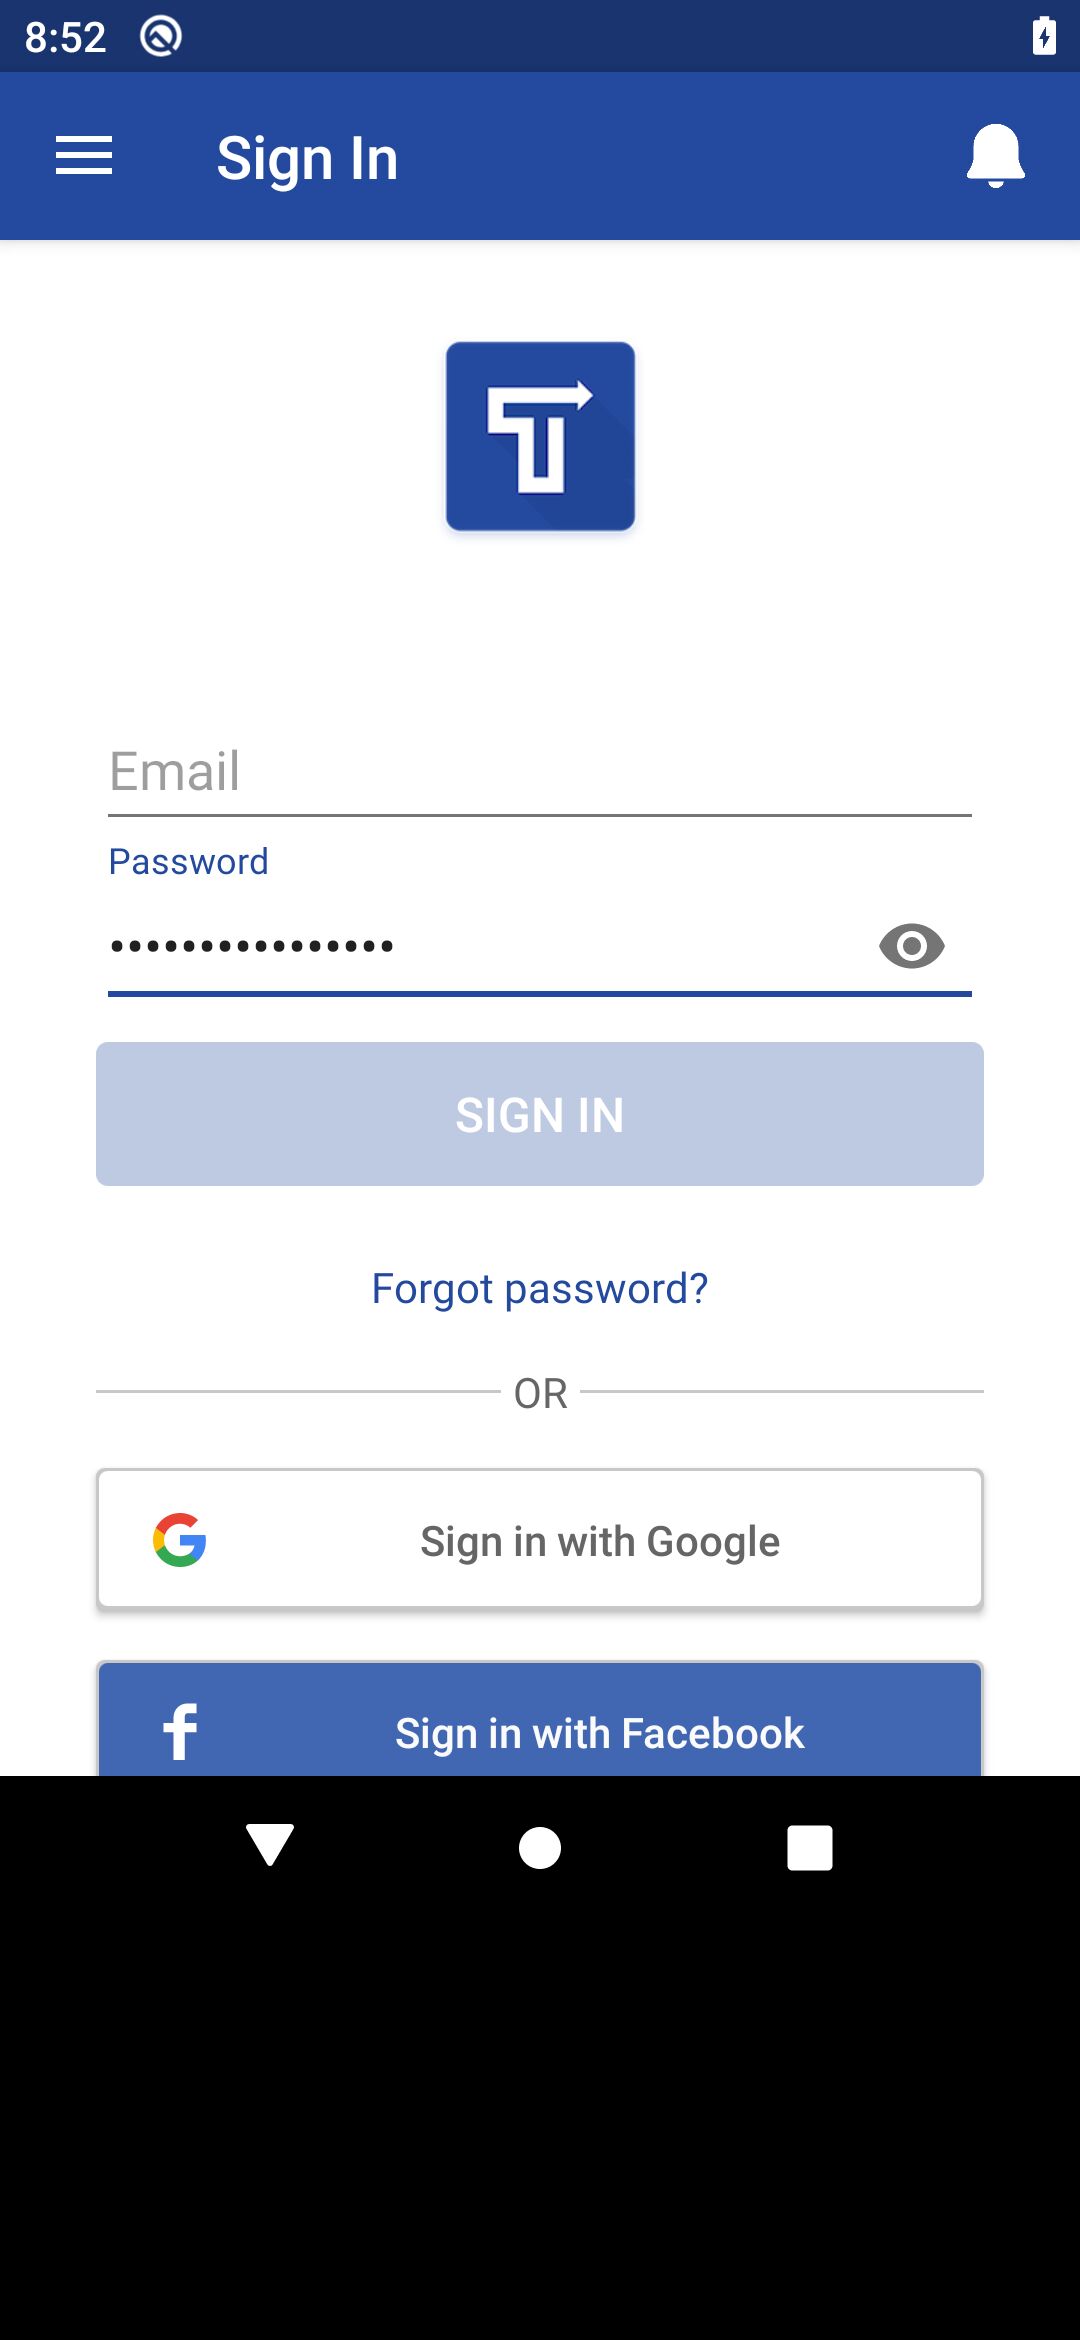 8:52
Sign In
Email
Password
••••••••••••••••
SIGN IN
Forgot password?
OR
Sign in with Google
Sign in with Facebook